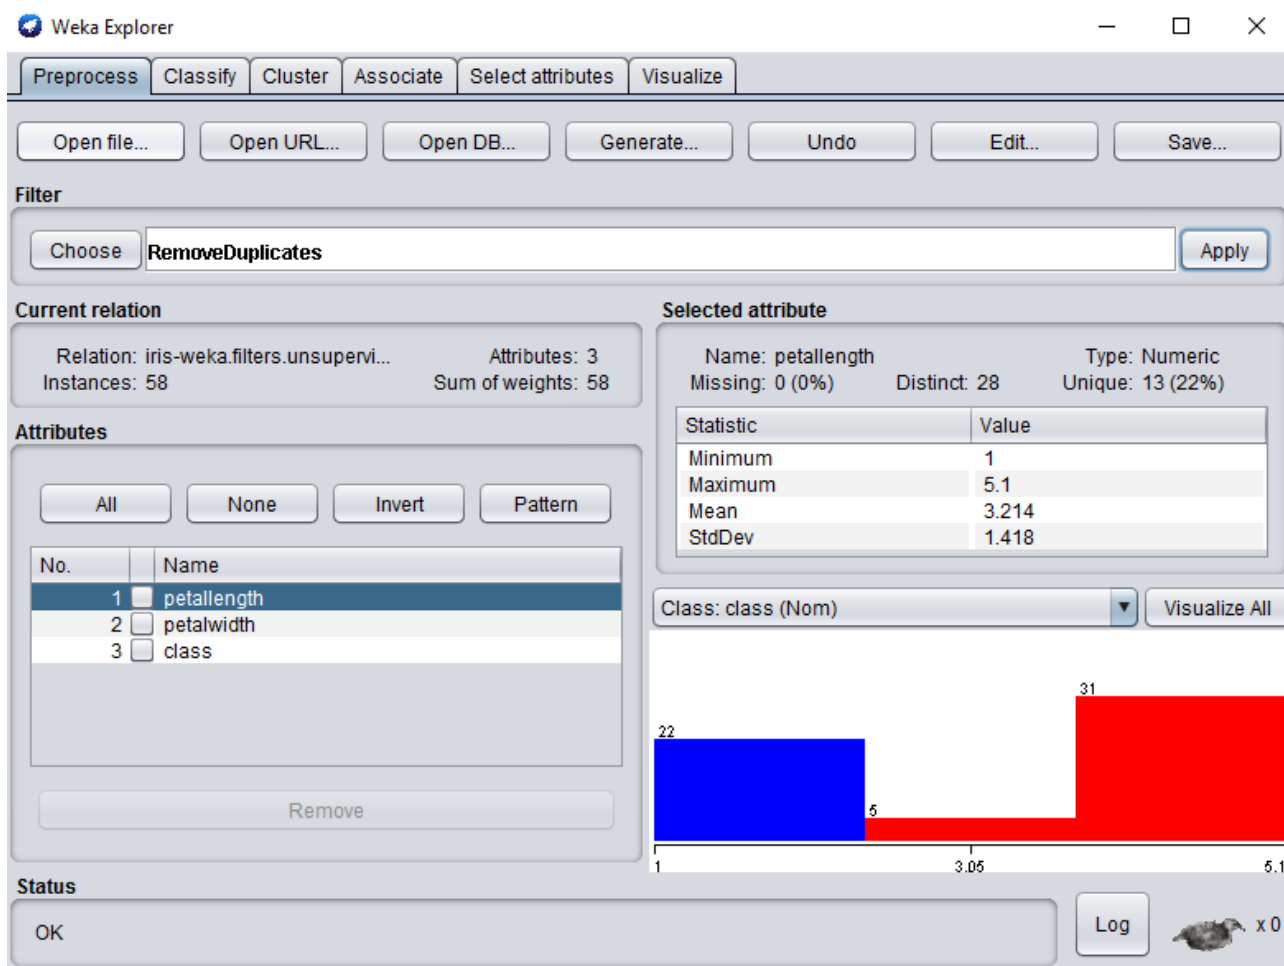 Weka Explorer
Preprocess Classify Cluster Associate Select attributes Visualize
Open file... Open URL... Open DB... Generate... Undo Edit... Save...
Filter
Choose RemoveDuplicates Apply
Current relation
Relation: iris-weka.filters.unsupervi... Attributes: 3
Instances: 58 Sum of weights: 58
Attributes
All None Invert Pattern
No. Name
1 petallength
2 petalwidth
3 class
Remove
Selected attribute
Name: petallength Type: Numeric
Missing: 0 (0%) Distinct: 28 Unique: 13 (22%)
Statistic Value
Minimum 1
Maximum 5.1
Mean 3.214
StdDev 1.418
Class: class (Nom) Visualize All
31
22
5
1 3.05 5.1
Status
OK
Log x 0